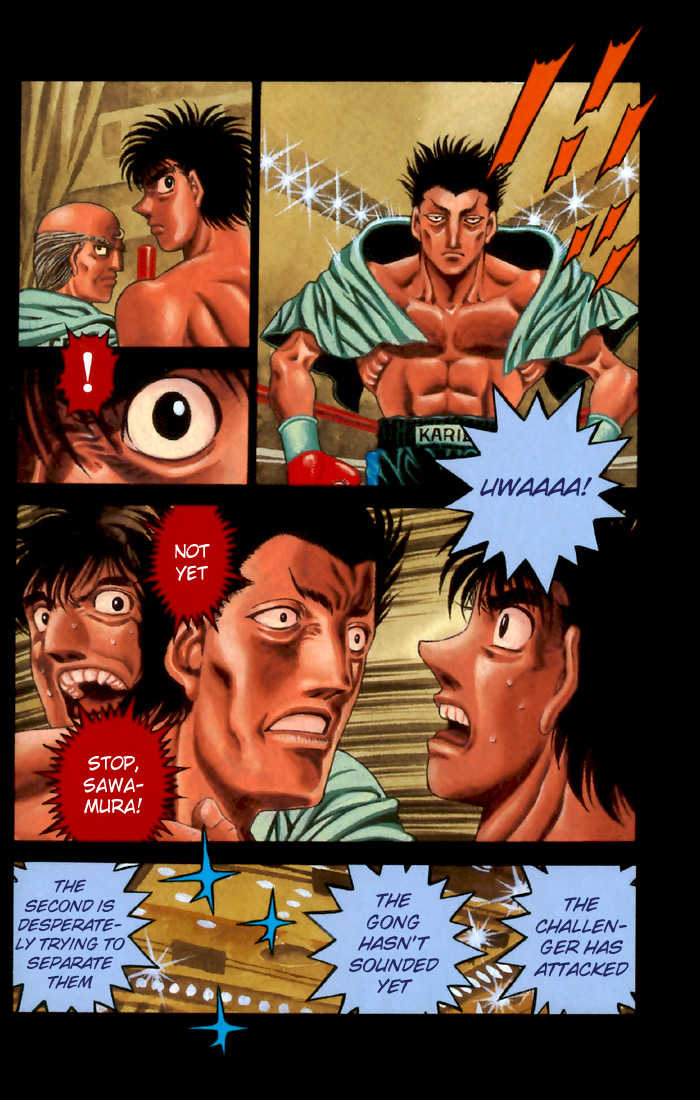 !
KARIE
UWAAAA!
NOT
YET
STOP,
SAWA-
MURA!
THE
SECOND IS
DESPERATE-
LY TRYING TO
SEPARATE
THEM
THE
GONG
HASN'T
SOUNDED
YET
THE
CHALLEN-
GER HAS
ATTACKED